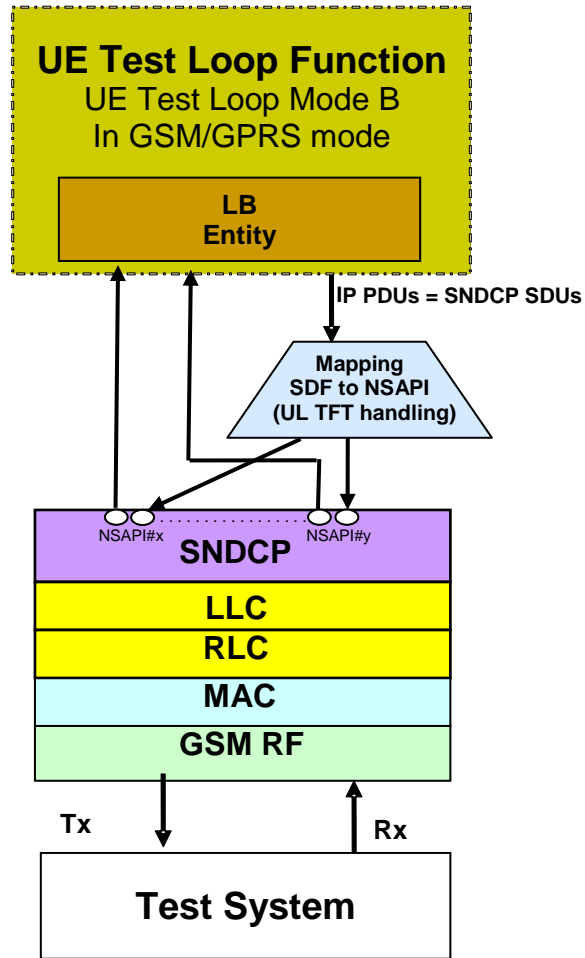 UE Test Loop Function
UE Test Loop Mode B
In GSM/GPRS mode
LB
Entity
IP PDUs = SNDCP SDUs
Mapping
SDF to NSAPI
(UL TFT handling)
NSAPI#x
NSAPI#y
SNDCP
LLC
RLC
MAC
GSM RF
Tx
Rx
Test System